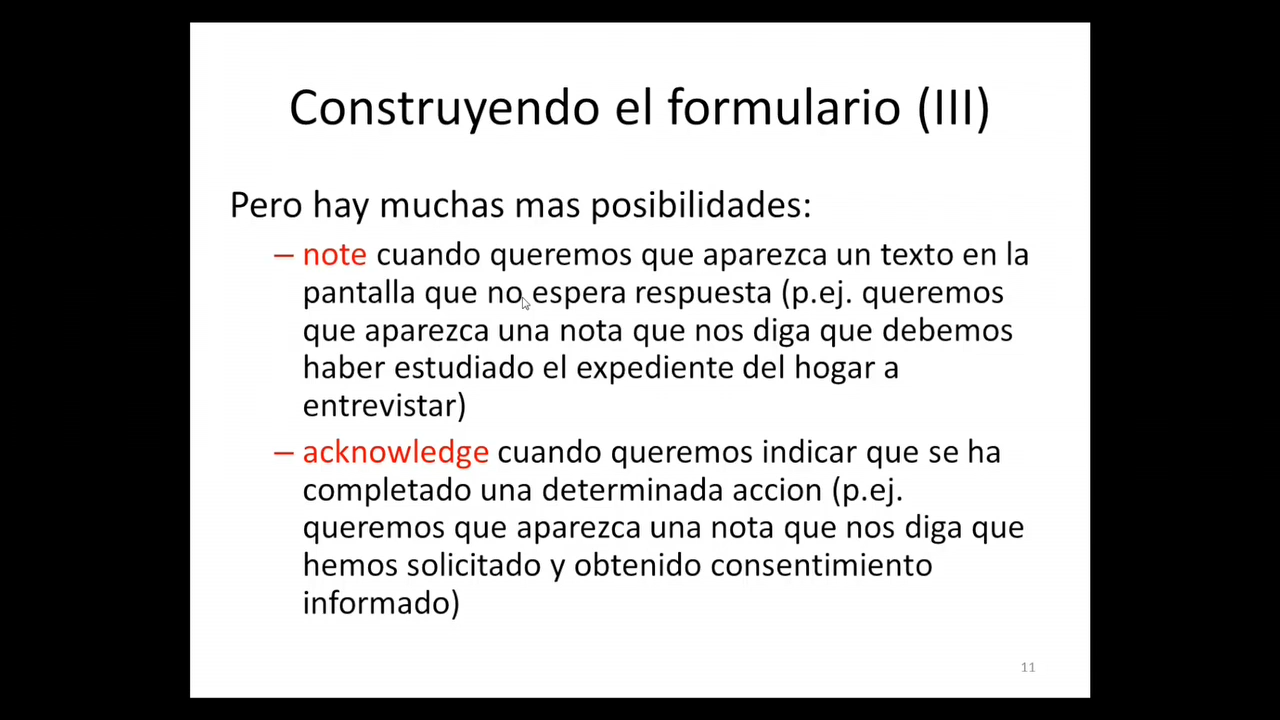 Construyendo el formulario (III)
Pero hay muchas mas posibilidades:
– note cuando queremos que aparezca un texto en la
pantalla que no espera respuesta (p.ej. queremos
que aparezca una nota que nos diga que debemos
haber estudiado el expediente del hogar a
entrevistar)
– acknowledge cuando queremos indicar que se ha
completado una determinada accion (p.ej.
queremos que aparezca una nota que nos diga que
hemos solicitado y obtenido consentimiento
informado)
11